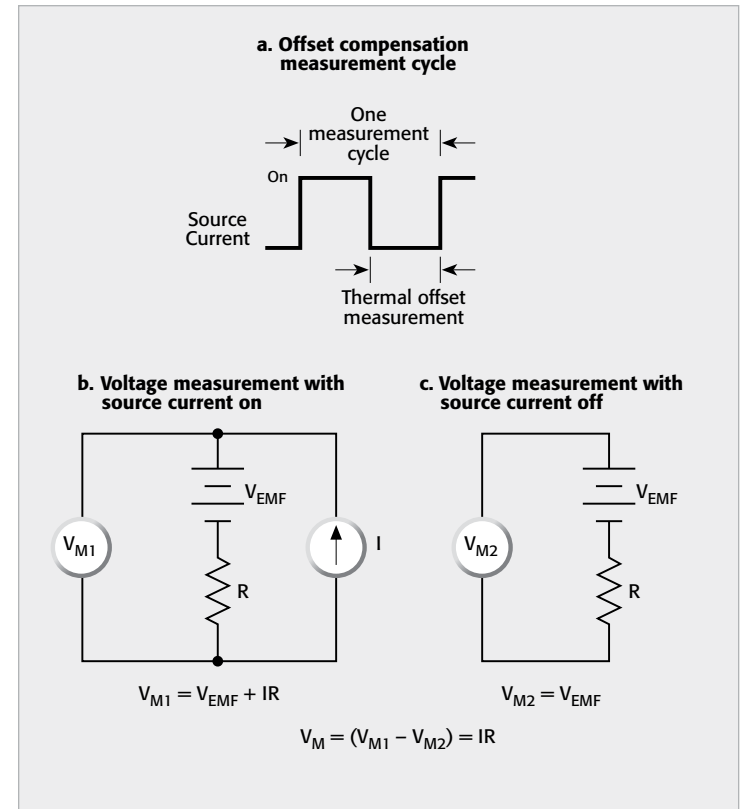 a. Offset compensation
measurement cycle
One
measurement
cycle
On
Source
Current
Thermal offset
measurement
b. Voltage measurement with
source current on
c. Voltage measurement with
source current off
V_EMF
V_M1
I
R
V_M1 = V_EMF + IR
V_EMF
V_M2
R
V_M2 = V_EMF
V_M = (V_M1 – V_M2) = IR